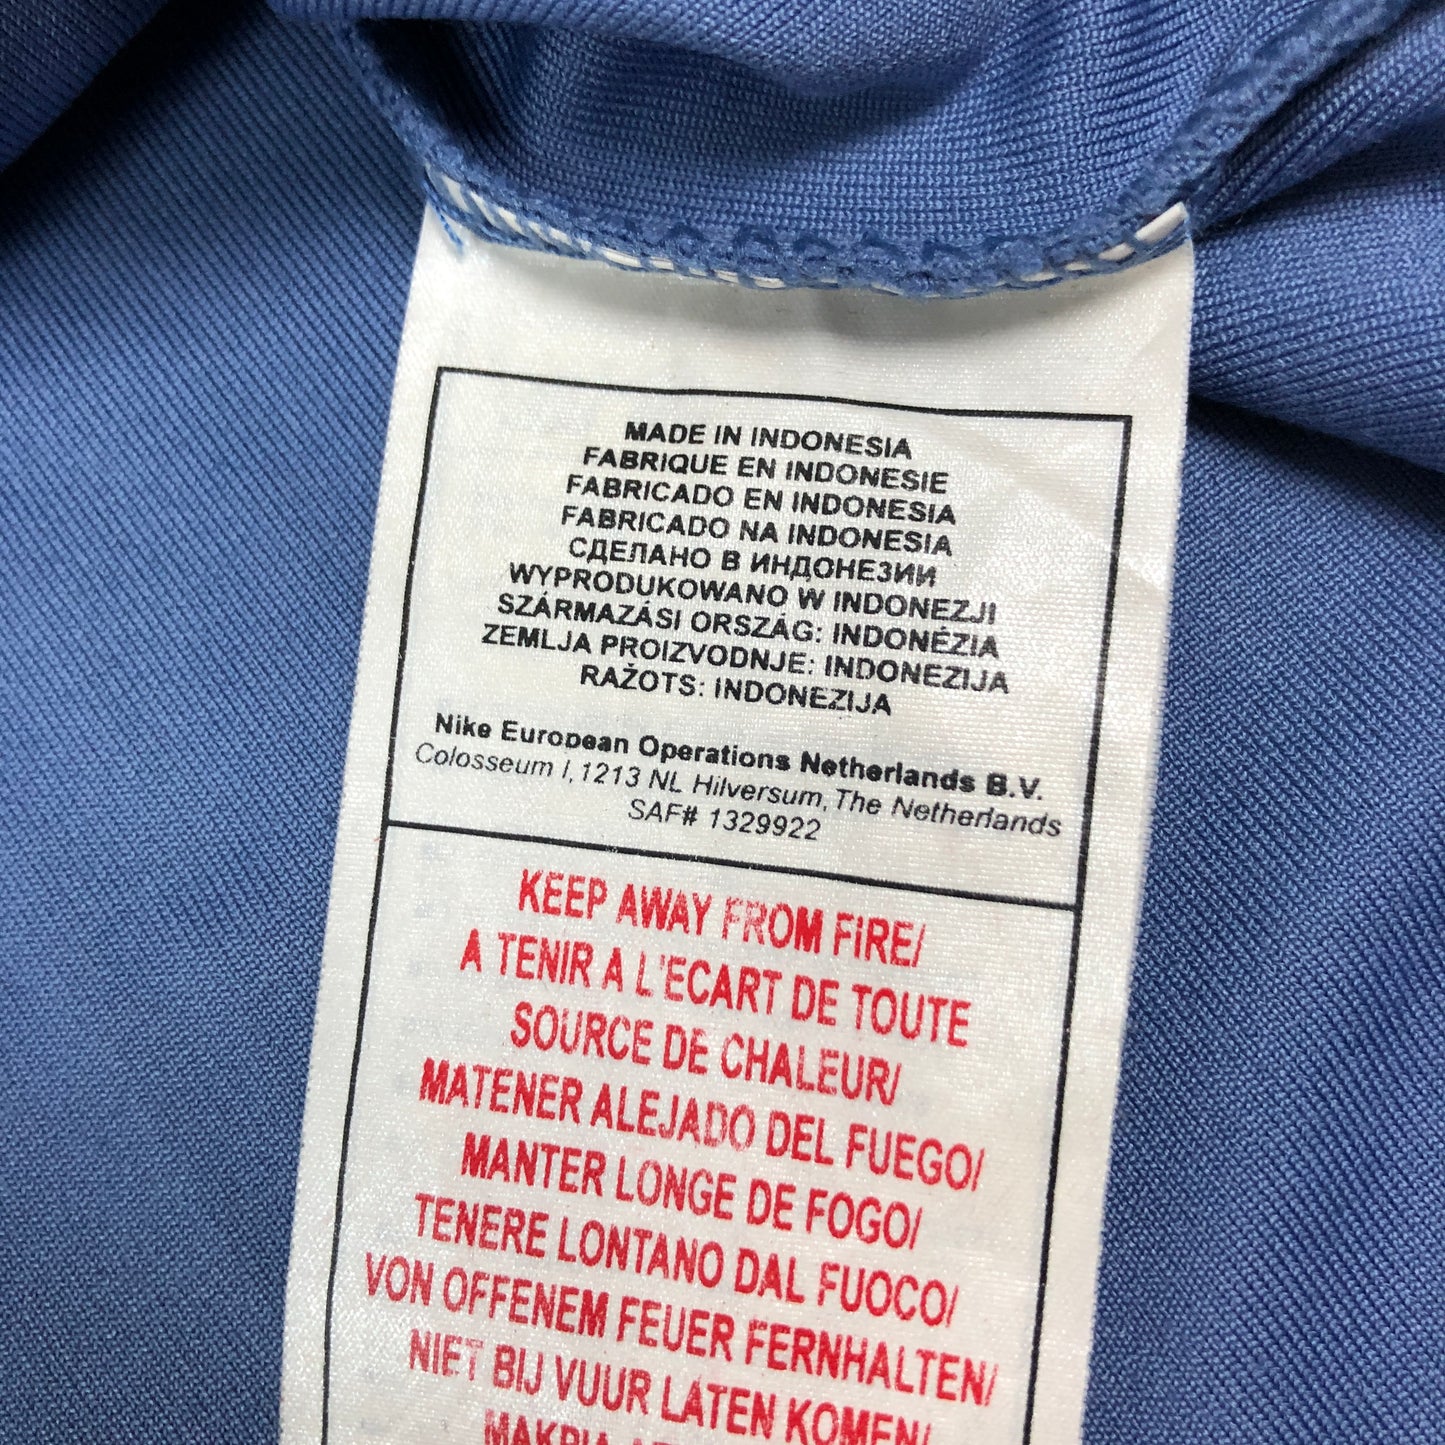 MADE IN INDONESIA
FABRIQUE EN INDONESIE
FABRICADO EN INDONESIA
FABRICADO NA INDONESIA
СДЕЛАНО В ИНДОНЕЗИИ
WYPRODUKOWANO W INDONEZJI
SZÁRMAZÁSI ORSZÁG: INDONÉZIA
ZEMLJA PROIZVODNJE: INDONEZIJA
RAŽOTS: INDONEZIJA
Nike European Operations Netherlands B.V.
Colosseum I, 1213 NL Hilversum, The Netherlands
SAF# 1329922
KEEP AWAY FROM FIRE/
A TENIR A L'ECART DE TOUTE
SOURCE DE CHALEUR/
MATENER ALEJADO DEL FUEGO/
MANTER LONGE DE FOGO/
TENERE LONTANO DAL FUOCO/
VON OFFENEM FEUER FERNHALTEN/
NIET BIJ VUUR LATEN KOMEN/
ΜΑΚΡΙΑ